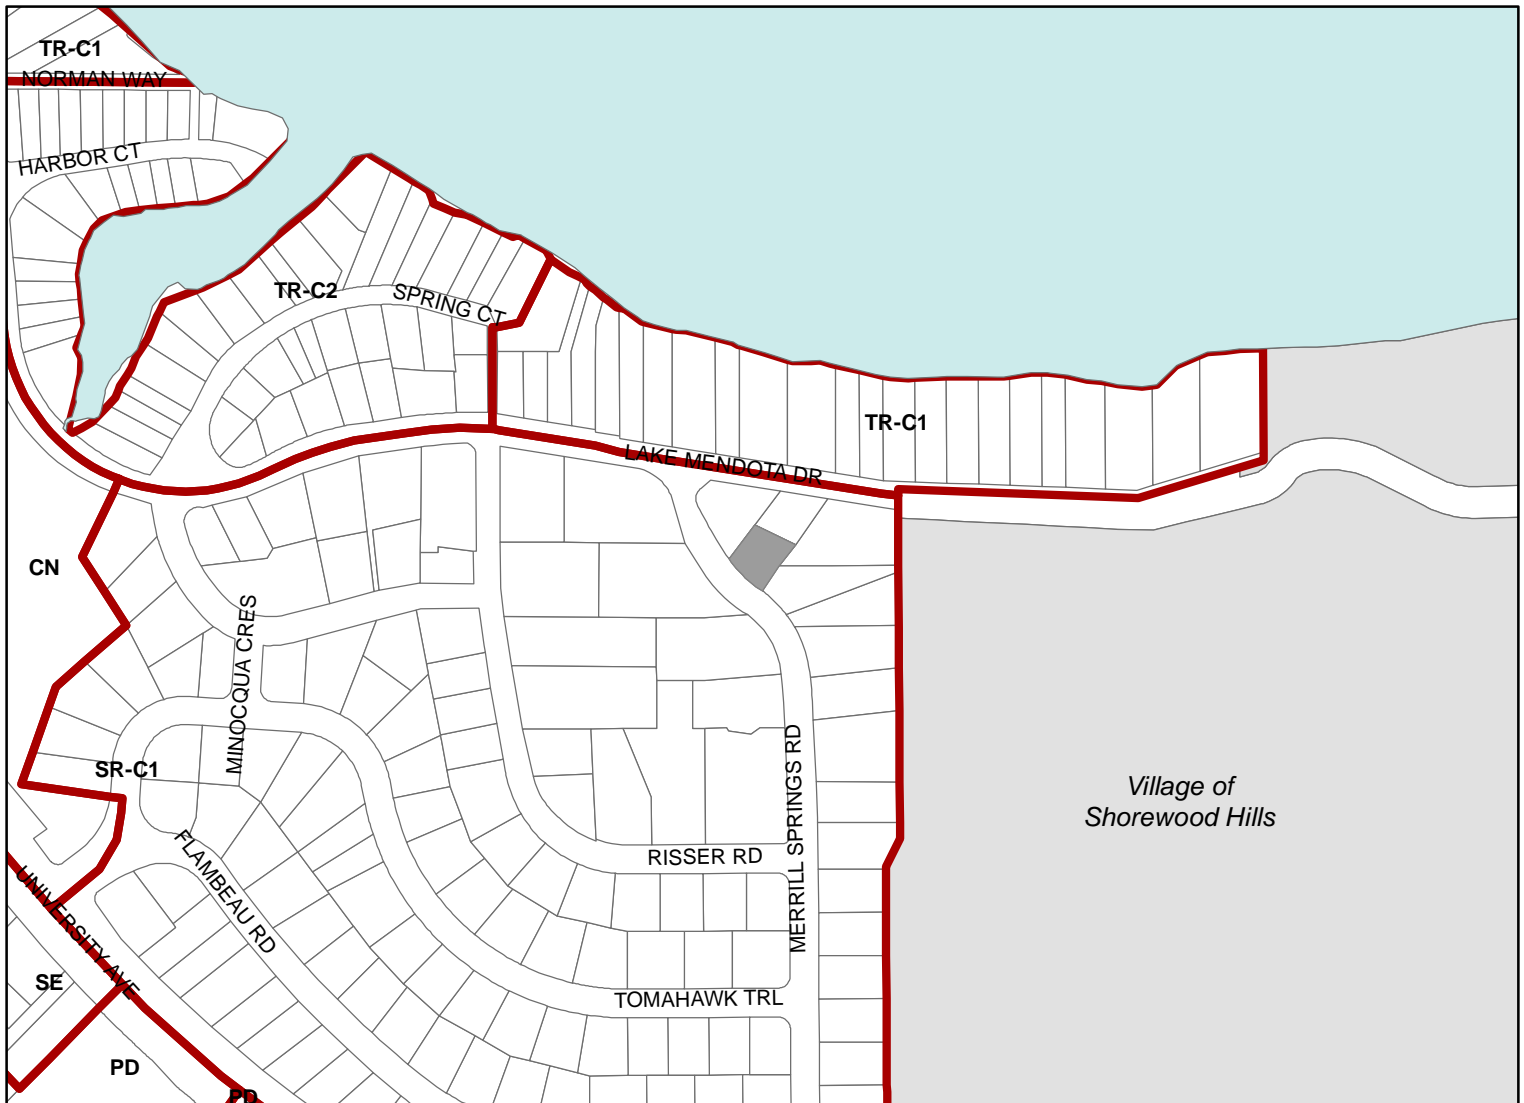 TR-C1
NORMAN WAY
HARBOR CT
TR-C2
SPRING CT
TR-C1
LAKE MENDOTA DR
CN
MINOCQUA CRES
SR-C1
MERRILL SPRINGS RD
Village of
Shorewood Hills
FLAMBEAU RD
RISSER RD
UNIVERSITY AVE
SE
TOMAHAWK TRL
PD
PD